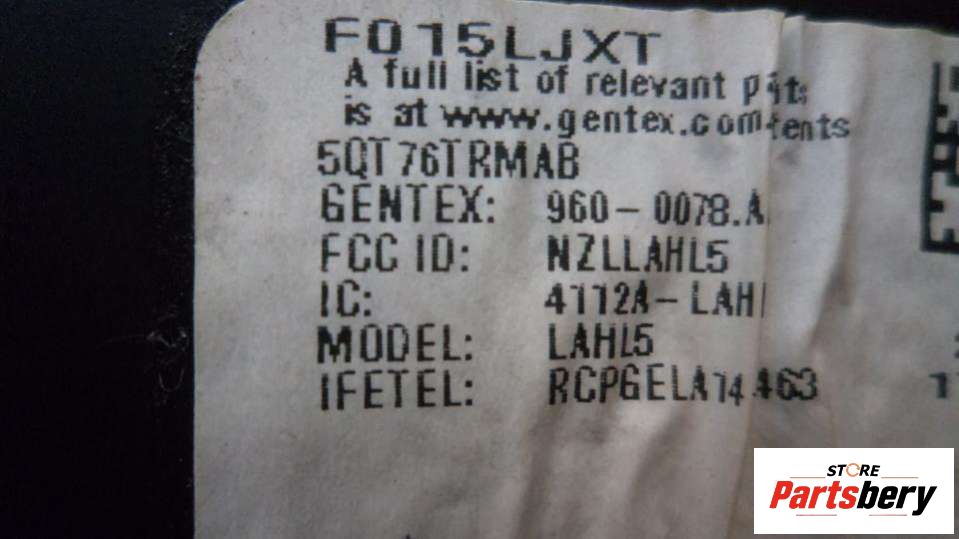 F015LJXT
A full list of relevant
is at www.gentex.com
5QT76TRMAB
GENTEX: 960-0078.A
FCC ID: NZLLAHL5
IC: 4112A-LAH
MODEL: LAHL5
IFETEL: RCPGELA14
STORE
Partsbery